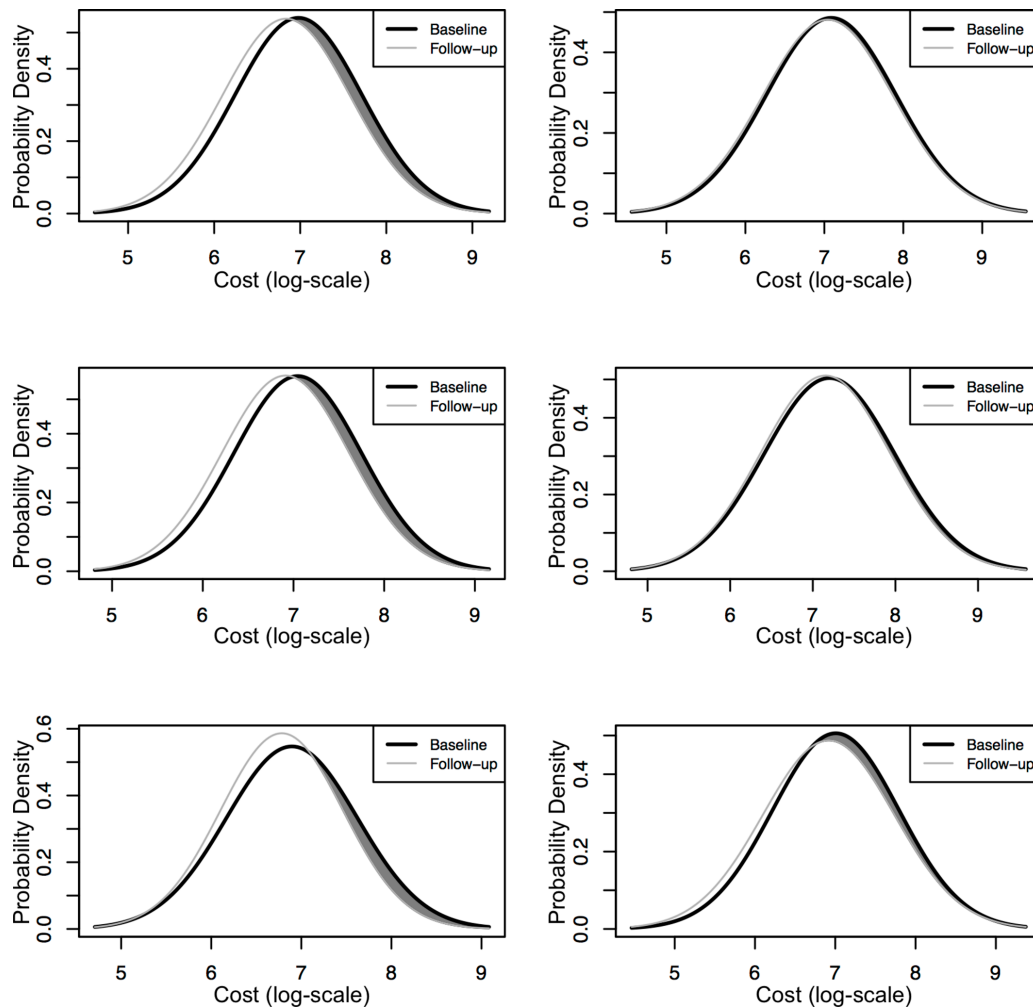 Probability Density
0.4
0.2
0.0
Baseline
Follow-up
5 6 7 8 9
Cost (log-scale)
Probability Density
0.4
0.2
0.0
Baseline
Follow-up
5 6 7 8 9
Cost (log-scale)
Probability Density
0.4
0.2
0.0
Baseline
Follow-up
5 6 7 8 9
Cost (log-scale)
Probability Density
0.4
0.2
0.0
Baseline
Follow-up
5 6 7 8 9
Cost (log-scale)
Probability Density
0.6
0.4
0.2
0.0
Baseline
Follow-up
5 6 7 8 9
Cost (log-scale)
Probability Density
0.4
0.2
0.0
Baseline
Follow-up
5 6 7 8 9
Cost (log-scale)